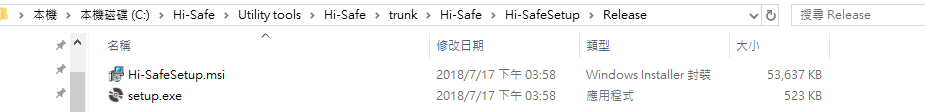 本機 > 本機磁碟 (C:) > Hi-Safe > Utility tools > Hi-Safe > trunk > Hi-Safe > Hi-SafeSetup > Release 搜尋 Release
名稱 修改日期 類型 大小
Hi-SafeSetup.msi 2018/7/17 下午 03:58 Windows Installer 封裝 53,637 KB
setup.exe 2018/7/17 下午 03:58 應用程式 523 KB